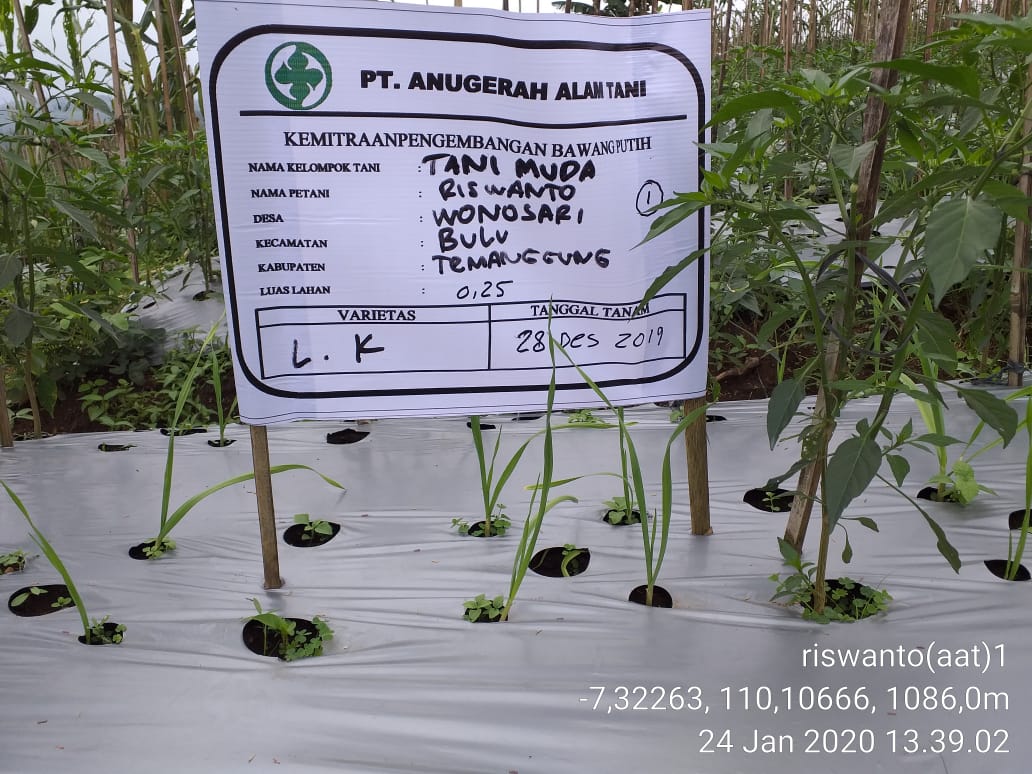 PT. ANUGERAH ALAM TANI
KEMITRAANPENGEMBANGAN BAWANG PUTIH
NAMA KELOMPOK TANI : TANI MUDA
NAMA PETANI : RISWANTO 1
DESA : WONOSARI
KECAMATAN : BULU
KABUPATEN : TEMANGGUNG
LUAS LAHAN : 0,25
VARIETAS TANGGAL TANAM
L. K 28 DES 2019
riswanto(aat)1
-7,32263, 110,10666, 1086,0m
24 Jan 2020 13.39.02